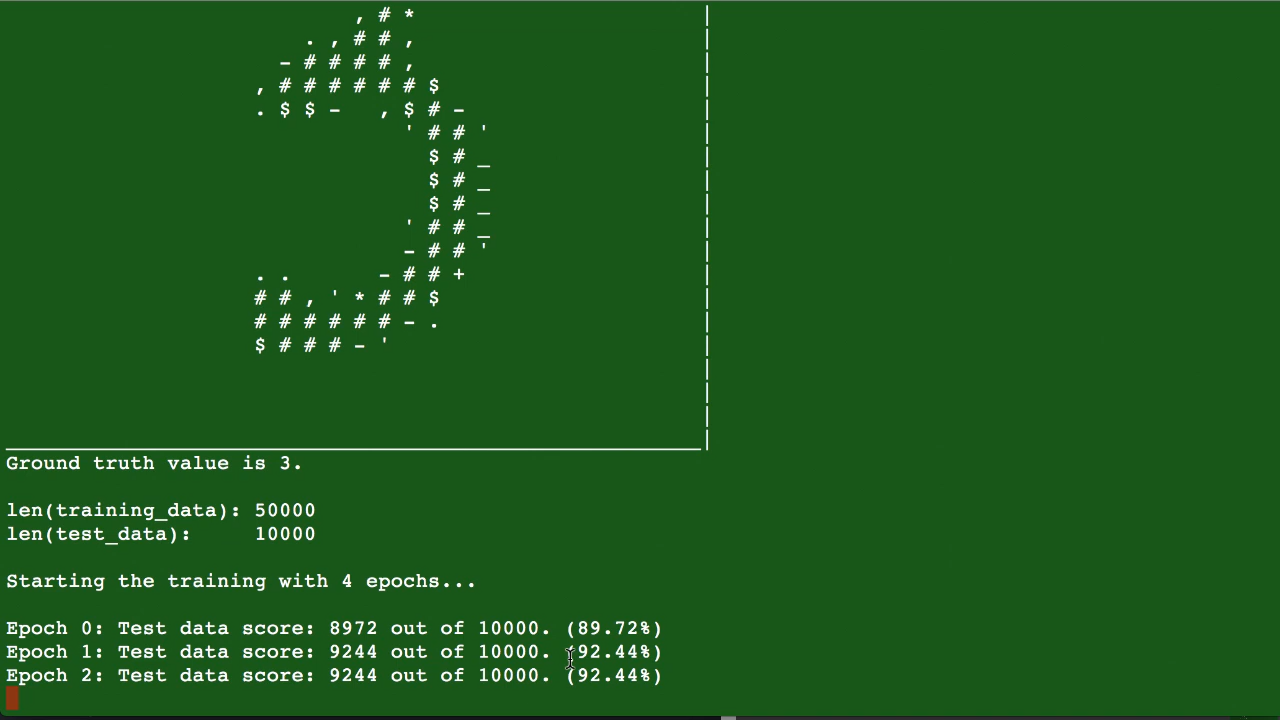 , # *
. , # # ,
- # # # # ,
, # # # # # # $
. $ $ - , $ # -
' # # '
$ # _
$ # _
$ # _
' # # _
- # # '
. . - # # +
# # , ' * # # $
# # # # # # - .
$ # # # - '
Ground truth value is 3.
len(training_data): 50000
len(test_data): 10000
Starting the training with 4 epochs...
Epoch 0: Test data score: 8972 out of 10000. (89.72%)
Epoch 1: Test data score: 9244 out of 10000. (92.44%)
Epoch 2: Test data score: 9244 out of 10000. (92.44%)